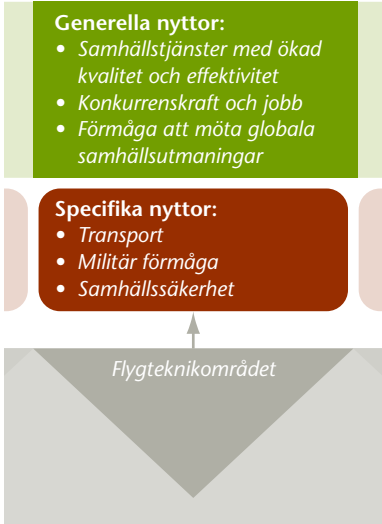 Generella nyttor:
• Samhällstjänster med ökad
kvalitet och effektivitet
• Konkurrenskraft och jobb
• Förmåga att möta globala
samhällsutmaningar
Specifika nyttor:
• Transport
• Militär förmåga
• Samhällssäkerhet
Flygteknikområdet